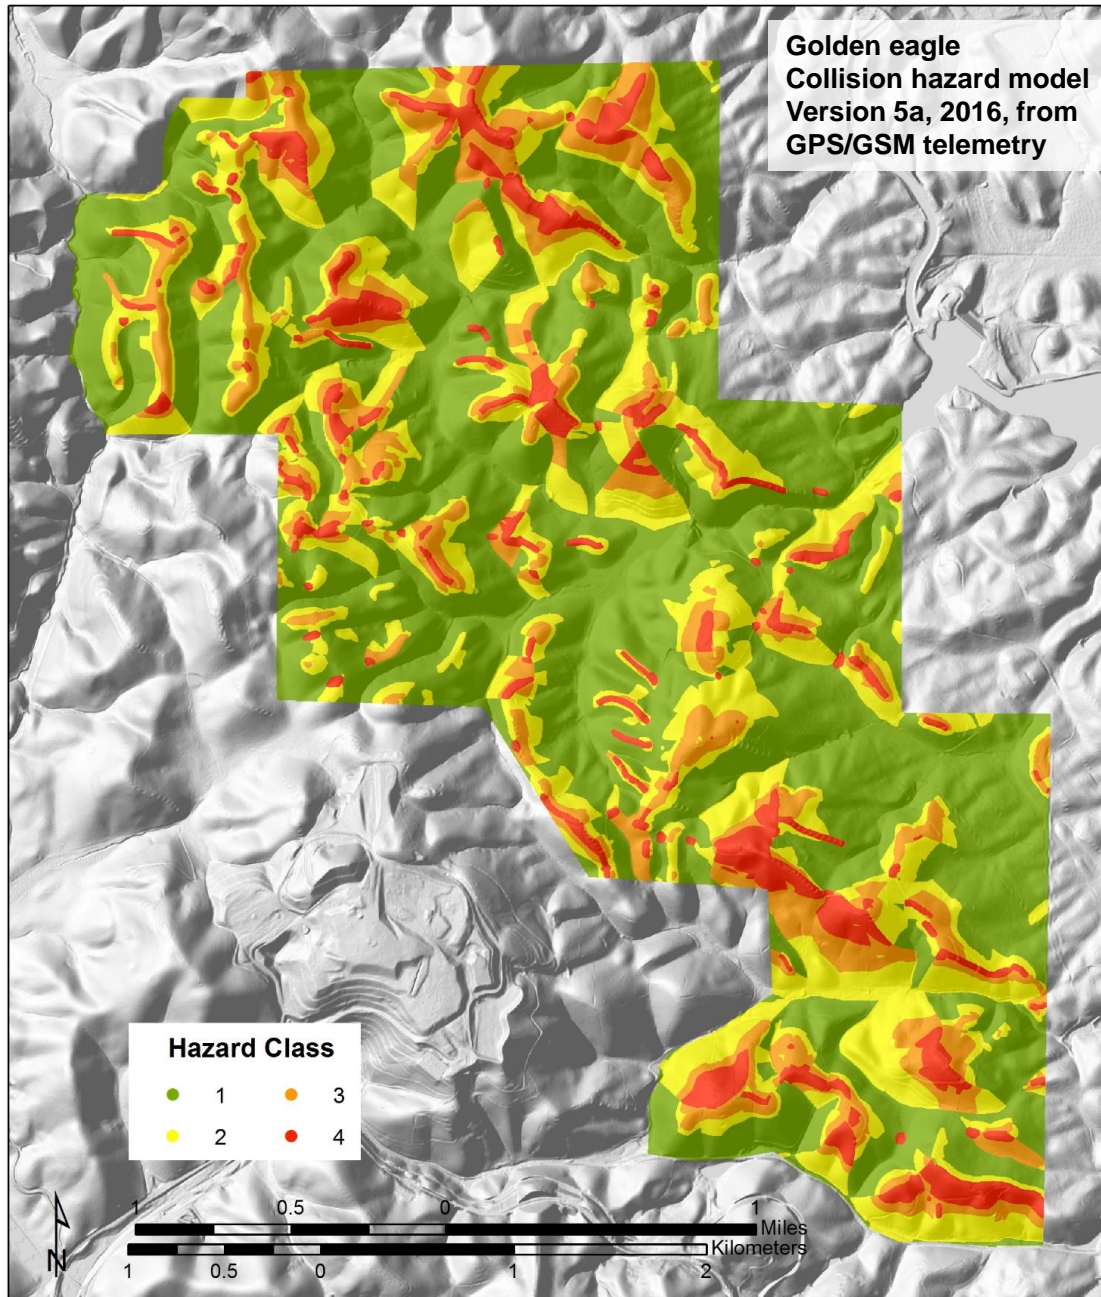 Golden eagle
Collision hazard model
Version 5a, 2016, from
GPS/GSM telemetry
Hazard Class
1 3
2 4
1 0.5 0 1
Miles
Kilometers
1 0.5 0 1 2
N